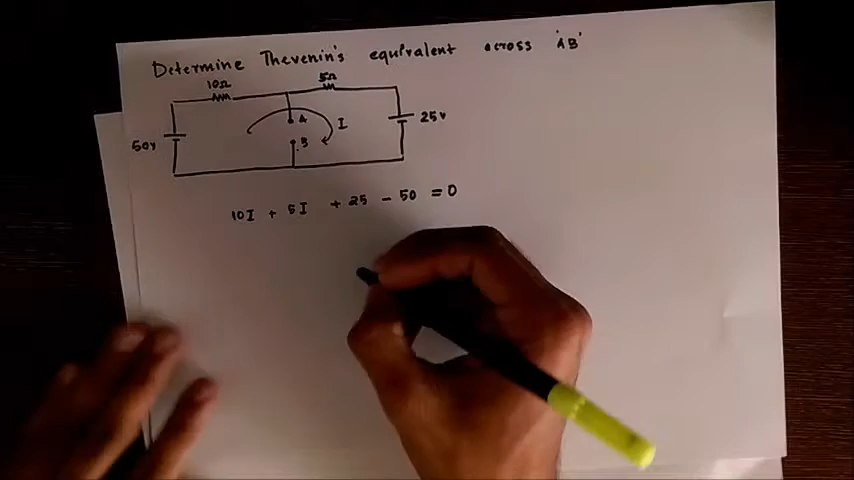 Determine Thevenin's equivalent across 'AB'
10Ω 5Ω
50v A I 25v
B
10I + 5I + 25 - 50 = 0